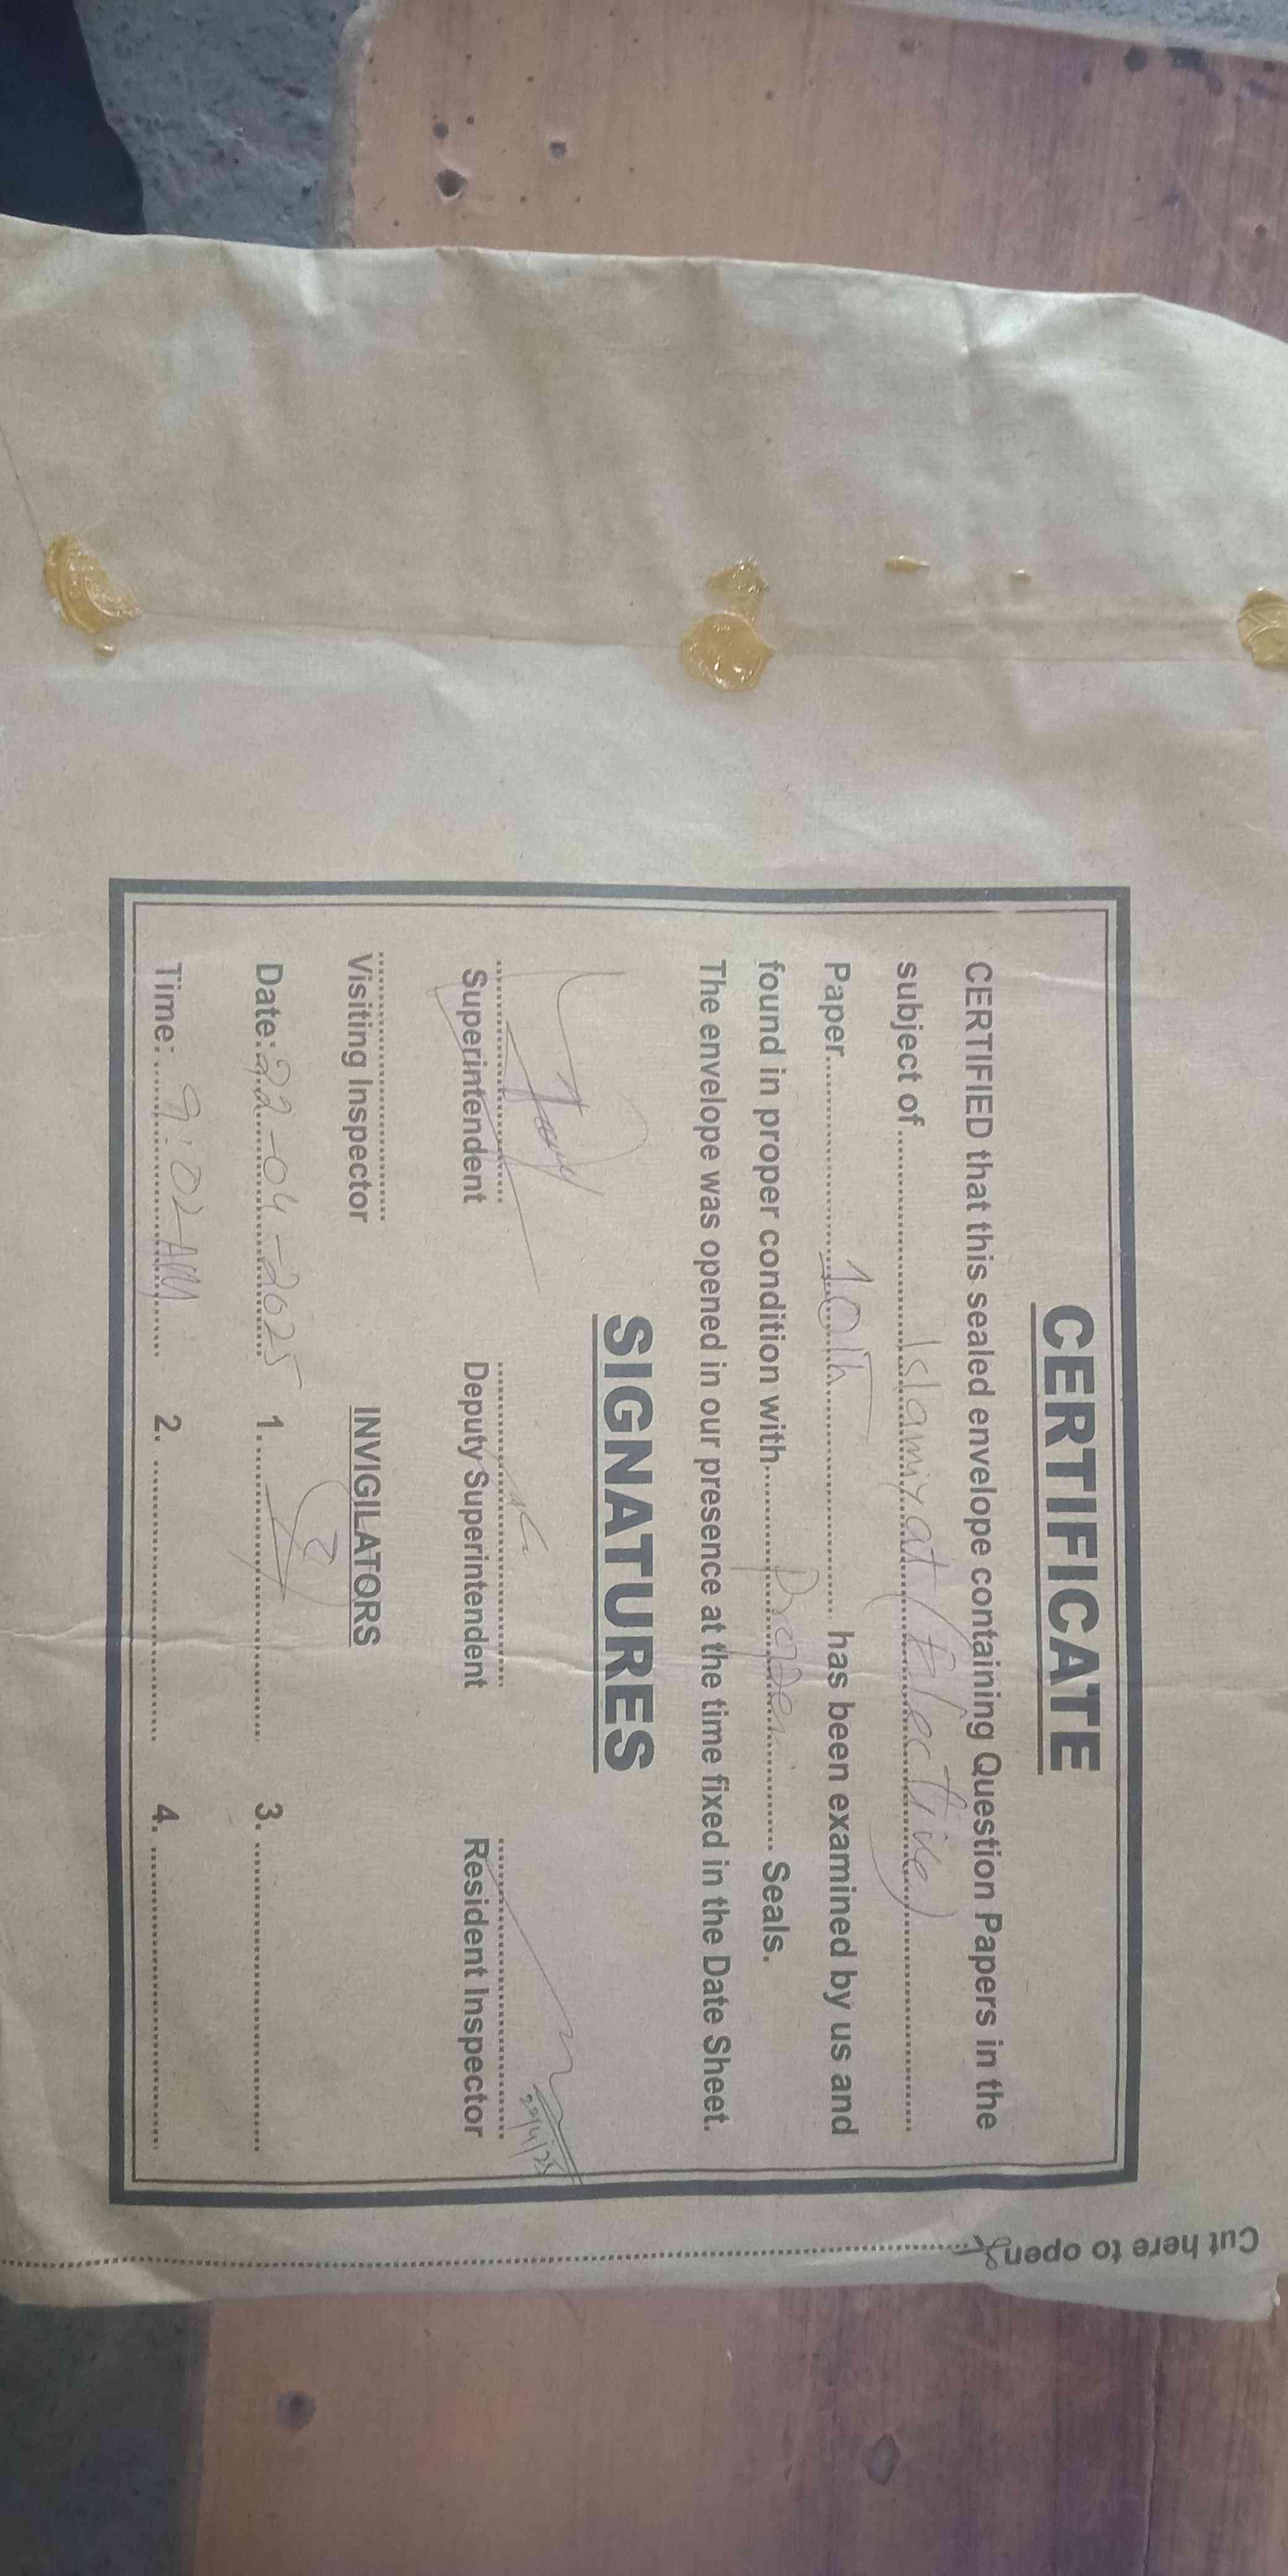 CERTIFICATE
CERTIFIED that this sealed envelope containing Question Papers in the
subject of ........ Islamiyat (Elective) ........
Paper........ 10th ........ has been examined by us and
found in proper condition with........ Proper ........ Seals.
The envelope was opened in our presence at the time fixed in the Date Sheet.
SIGNATURES
22/4/25
Superintendent Deputy Superintendent Resident Inspector
Visiting Inspector INVIGILATORS
Date: 22-04-2025 1. ........ 3. ........
Time: 9:02 AM 2. ........ 4. ........
Cut here to open